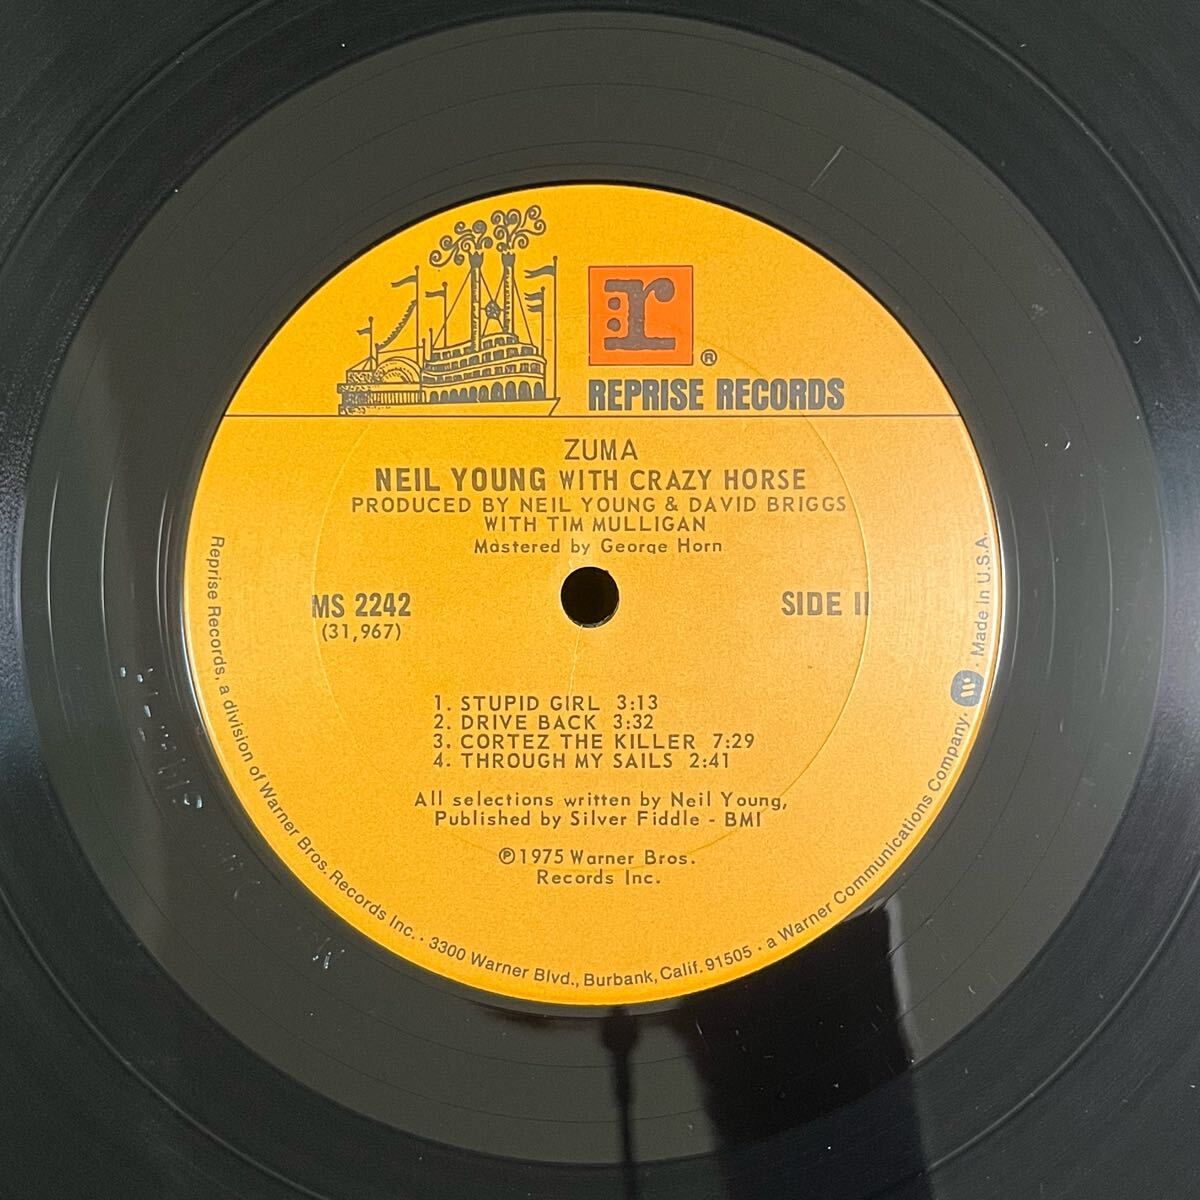 r
®
REPRISE RECORDS
ZUMA
NEIL YOUNG WITH CRAZY HORSE
PRODUCED BY NEIL YOUNG & DAVID BRIGGS
WITH TIM MULLIGAN
Mastered by George Horn
MS 2242
(31,967)
SIDE II
1. STUPID GIRL 3:13
2. DRIVE BACK 3:32
3. CORTEZ THE KILLER 7:29
4. THROUGH MY SAILS 2:41
All selections written by Neil Young,
Published by Silver Fiddle - BMI
℗1975 Warner Bros.
Records Inc.
Reprise Records, a division of Warner Bros. Records Inc. · 3300 Warner Blvd., Burbank, Calif. 91505 · a Warner Communications Company. W · Made In U.S.A.